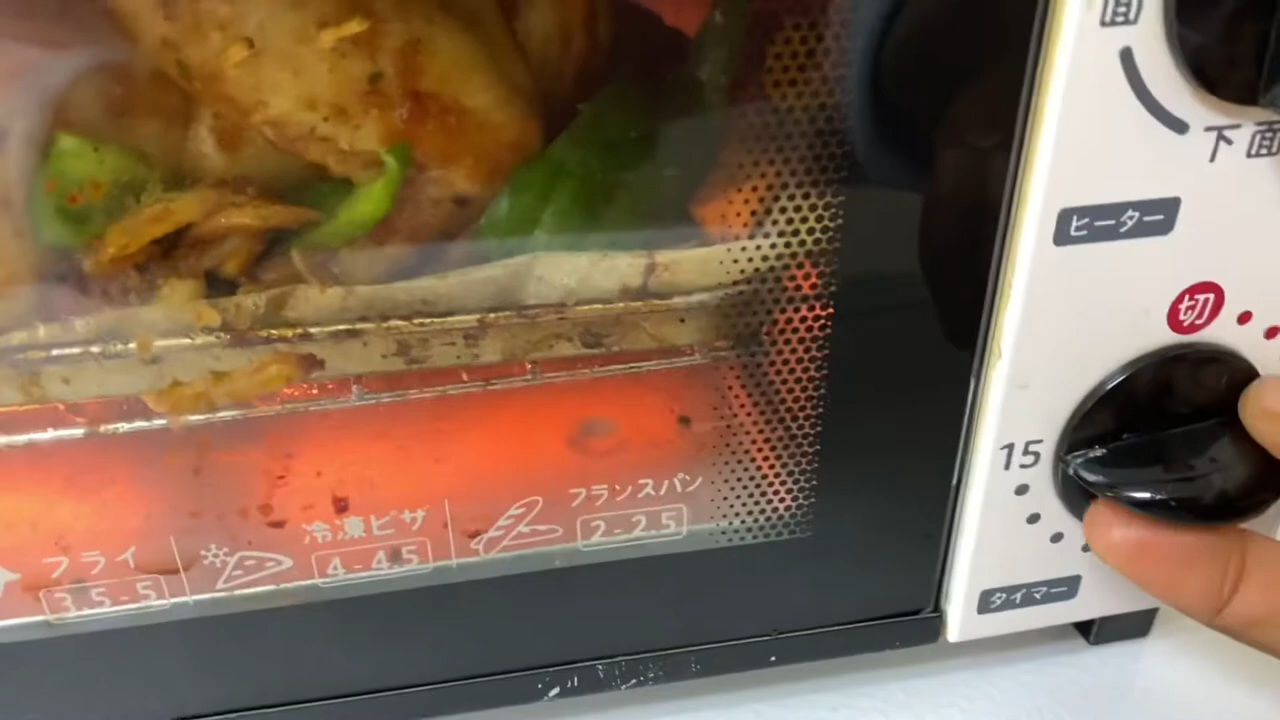 面
下面
ヒーター
切
15
タイマー
フライ
3.5-5
冷凍ピザ
4-4.5
フランスパン
2-2.5